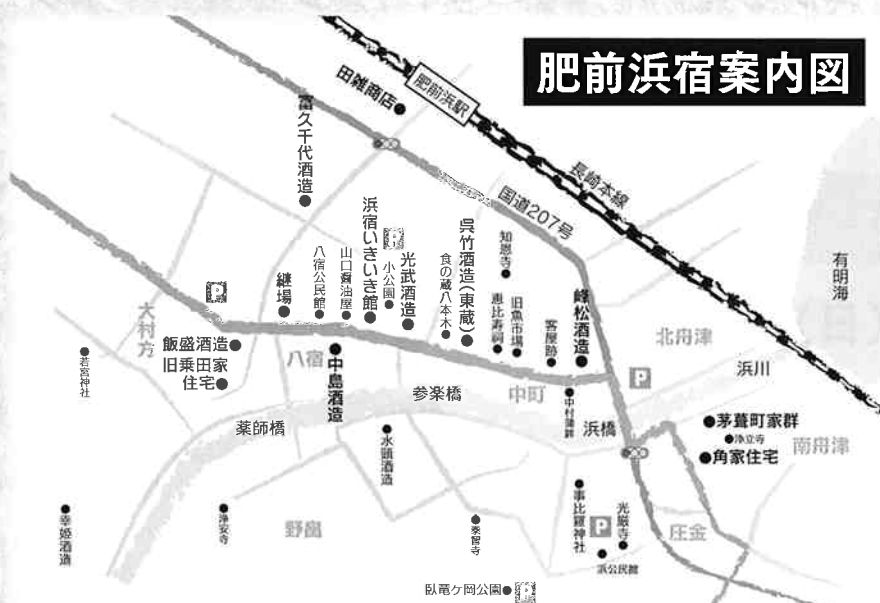 肥前浜宿案内図
田雑商店
肥前浜駅
長崎本線
国道207号
有明海
富久千代酒造
浜宿いきいき館
P
小公園
光武酒造
呉竹酒造(東蔵)
食の蔵八本木
知恩寺
恵比寿祠
旧魚市場
客屋跡
峰松酒造
北舟津
浜川
P
継場
八宿公民館
山口醤油屋
P
大村方
飯盛酒造
旧乗田家
住宅
若宮神社
八宿
中島酒造
参楽橋
中町
中村蒲鉾
浜橋
茅葺町家群
浄立寺
角家住宅
南舟津
薬師橋
水頭酒造
幸姫酒造
浄安寺
野畠
泰智寺
事比羅神社
P
光厳寺
浜公民館
庄金
臥竜ケ岡公園
P